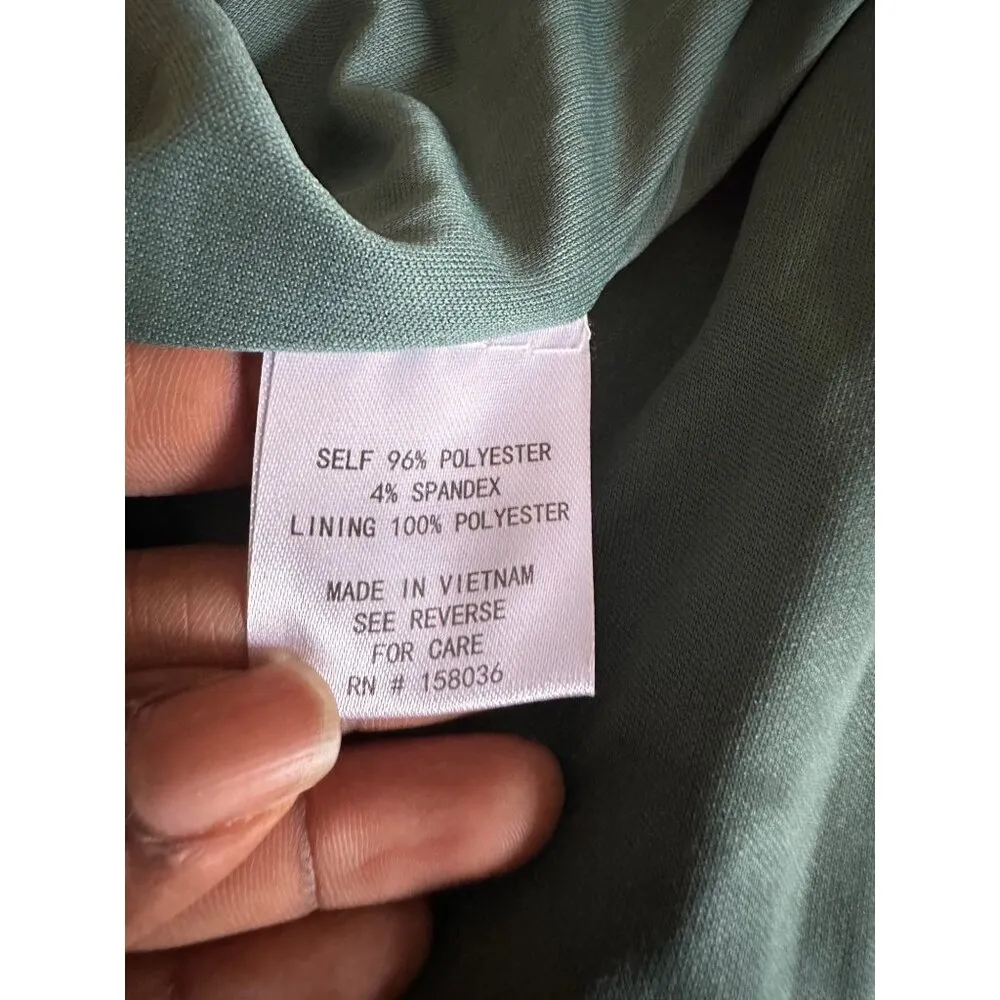 SELF 96% POLYESTER
4% SPANDEX
LINING 100% POLYESTER
MADE IN VIETNAM
SEE REVERSE
FOR CARE
RN # 158036